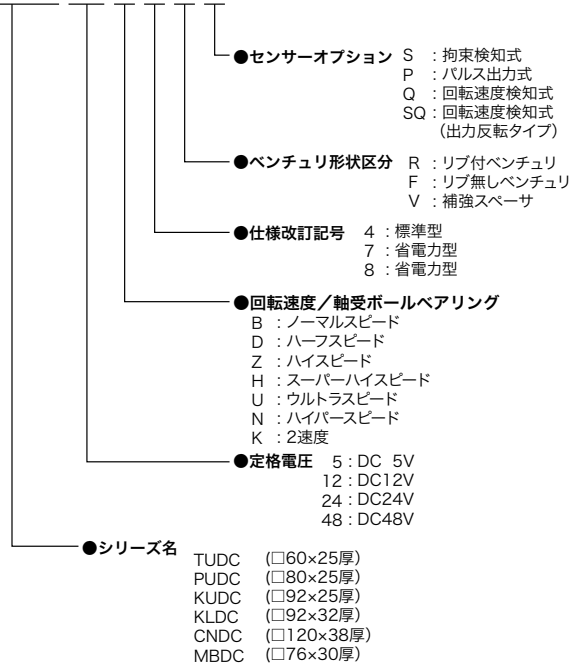 ●センサーオプション S : 拘束検知式
P : パルス出力式
Q : 回転速度検知式
SQ : 回転速度検知式
(出力反転タイプ)
●ベンチュリ形状区分 R : リブ付ベンチュリ
F : リブ無しベンチュリ
V : 補強スペーサ
●仕様改訂記号 4 : 標準型
7 : 省電力型
8 : 省電力型
●回転速度／軸受ボールベアリング
B : ノーマルスピード
D : ハーフスピード
Z : ハイスピード
H : スーパーハイスピード
U : ウルトラスピード
N : ハイパースピード
K : 2速度
●定格電圧 5 : DC 5V
12 : DC12V
24 : DC24V
48 : DC48V
●シリーズ名
TUDC (□60×25厚)
PUDC (□80×25厚)
KUDC (□92×25厚)
KLDC (□92×32厚)
CNDC (□120×38厚)
MBDC (□76×30厚)